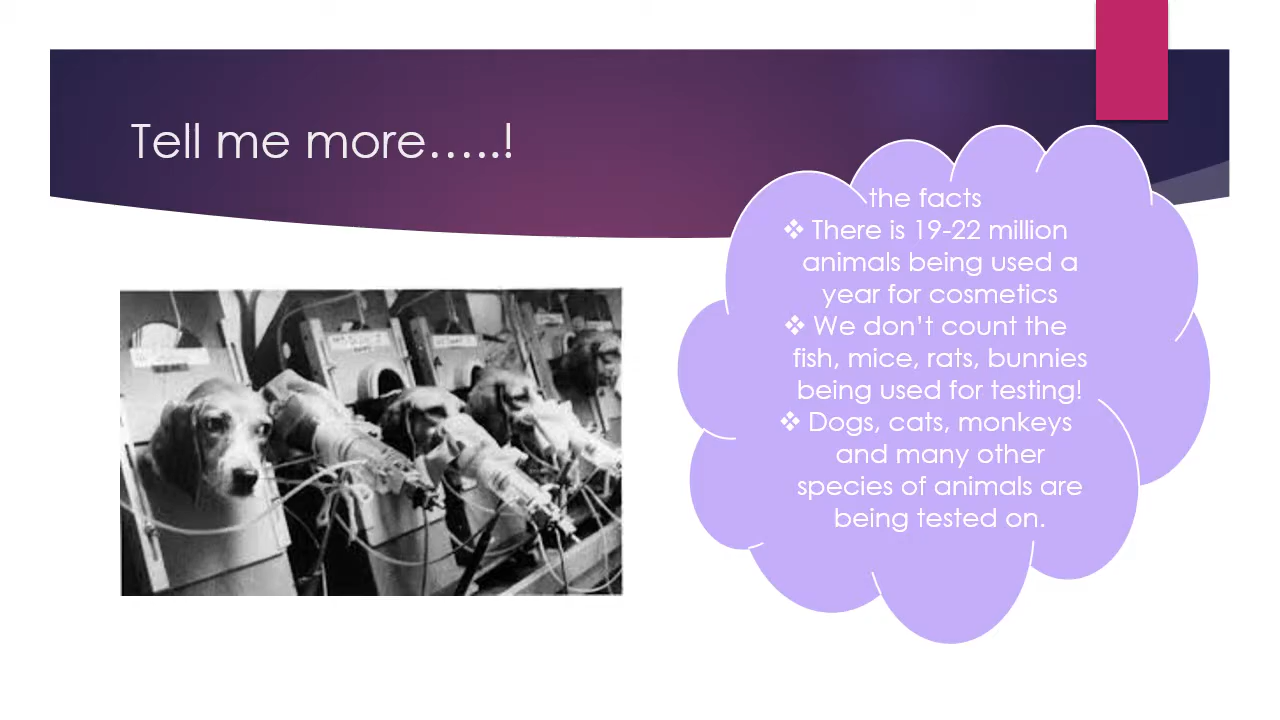 Tell me more…..!
the facts
❖ There is 19-22 million
animals being used a
year for cosmetics
❖ We don’t count the
fish, mice, rats, bunnies
being used for testing!
❖ Dogs, cats, monkeys
and many other
species of animals are
being tested on.